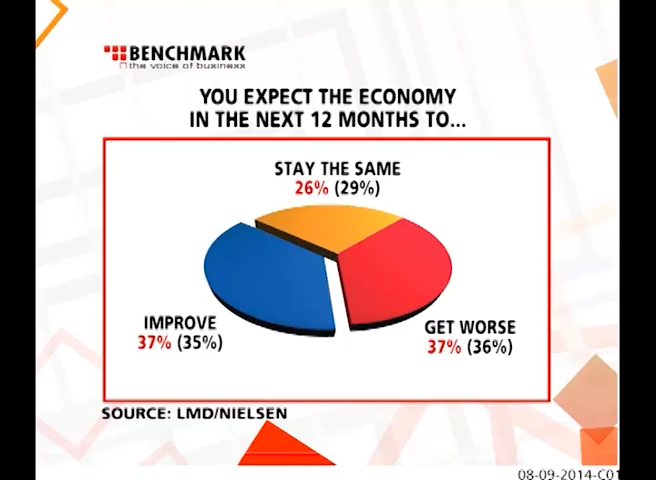 BENCHMARK
the voice of business
YOU EXPECT THE ECONOMY
IN THE NEXT 12 MONTHS TO...
STAY THE SAME
26% (29%)
IMPROVE
37% (35%)
GET WORSE
37% (36%)
SOURCE: LMD/NIELSEN
08-09-2014-C01